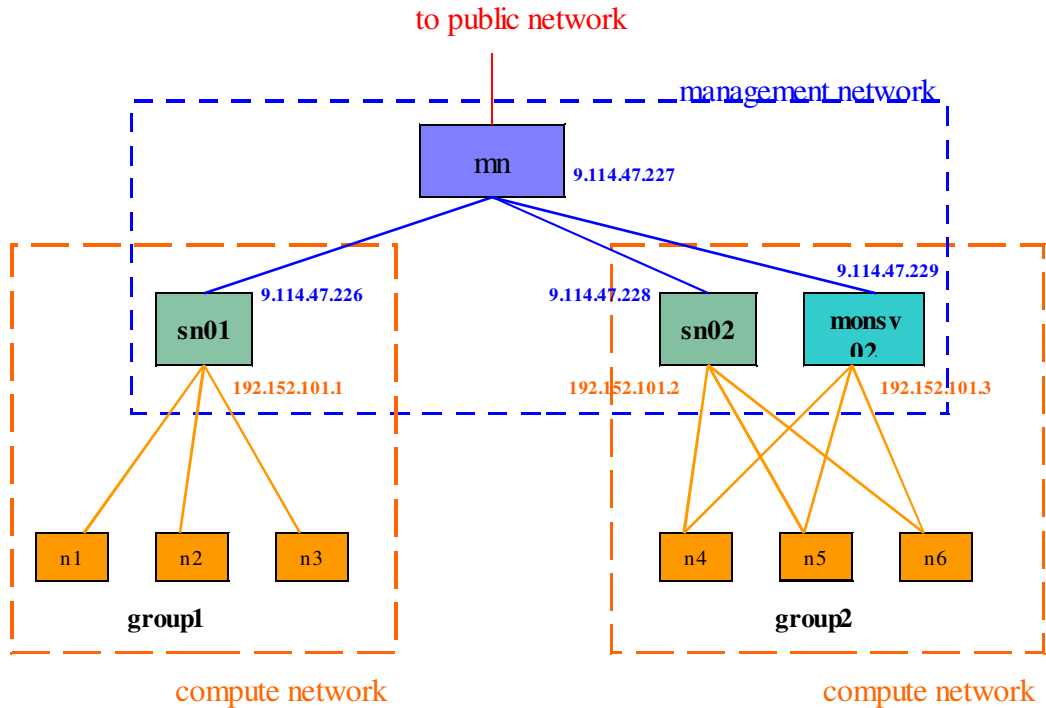 to public network
management network
mn
9.114.47.227
9.114.47.229
9.114.47.226
9.114.47.228
sn01
sn02
monsv
02
192.152.101.1
192.152.101.2
192.152.101.3
n1
n2
n3
n4
n5
n6
group1
group2
compute network
compute network